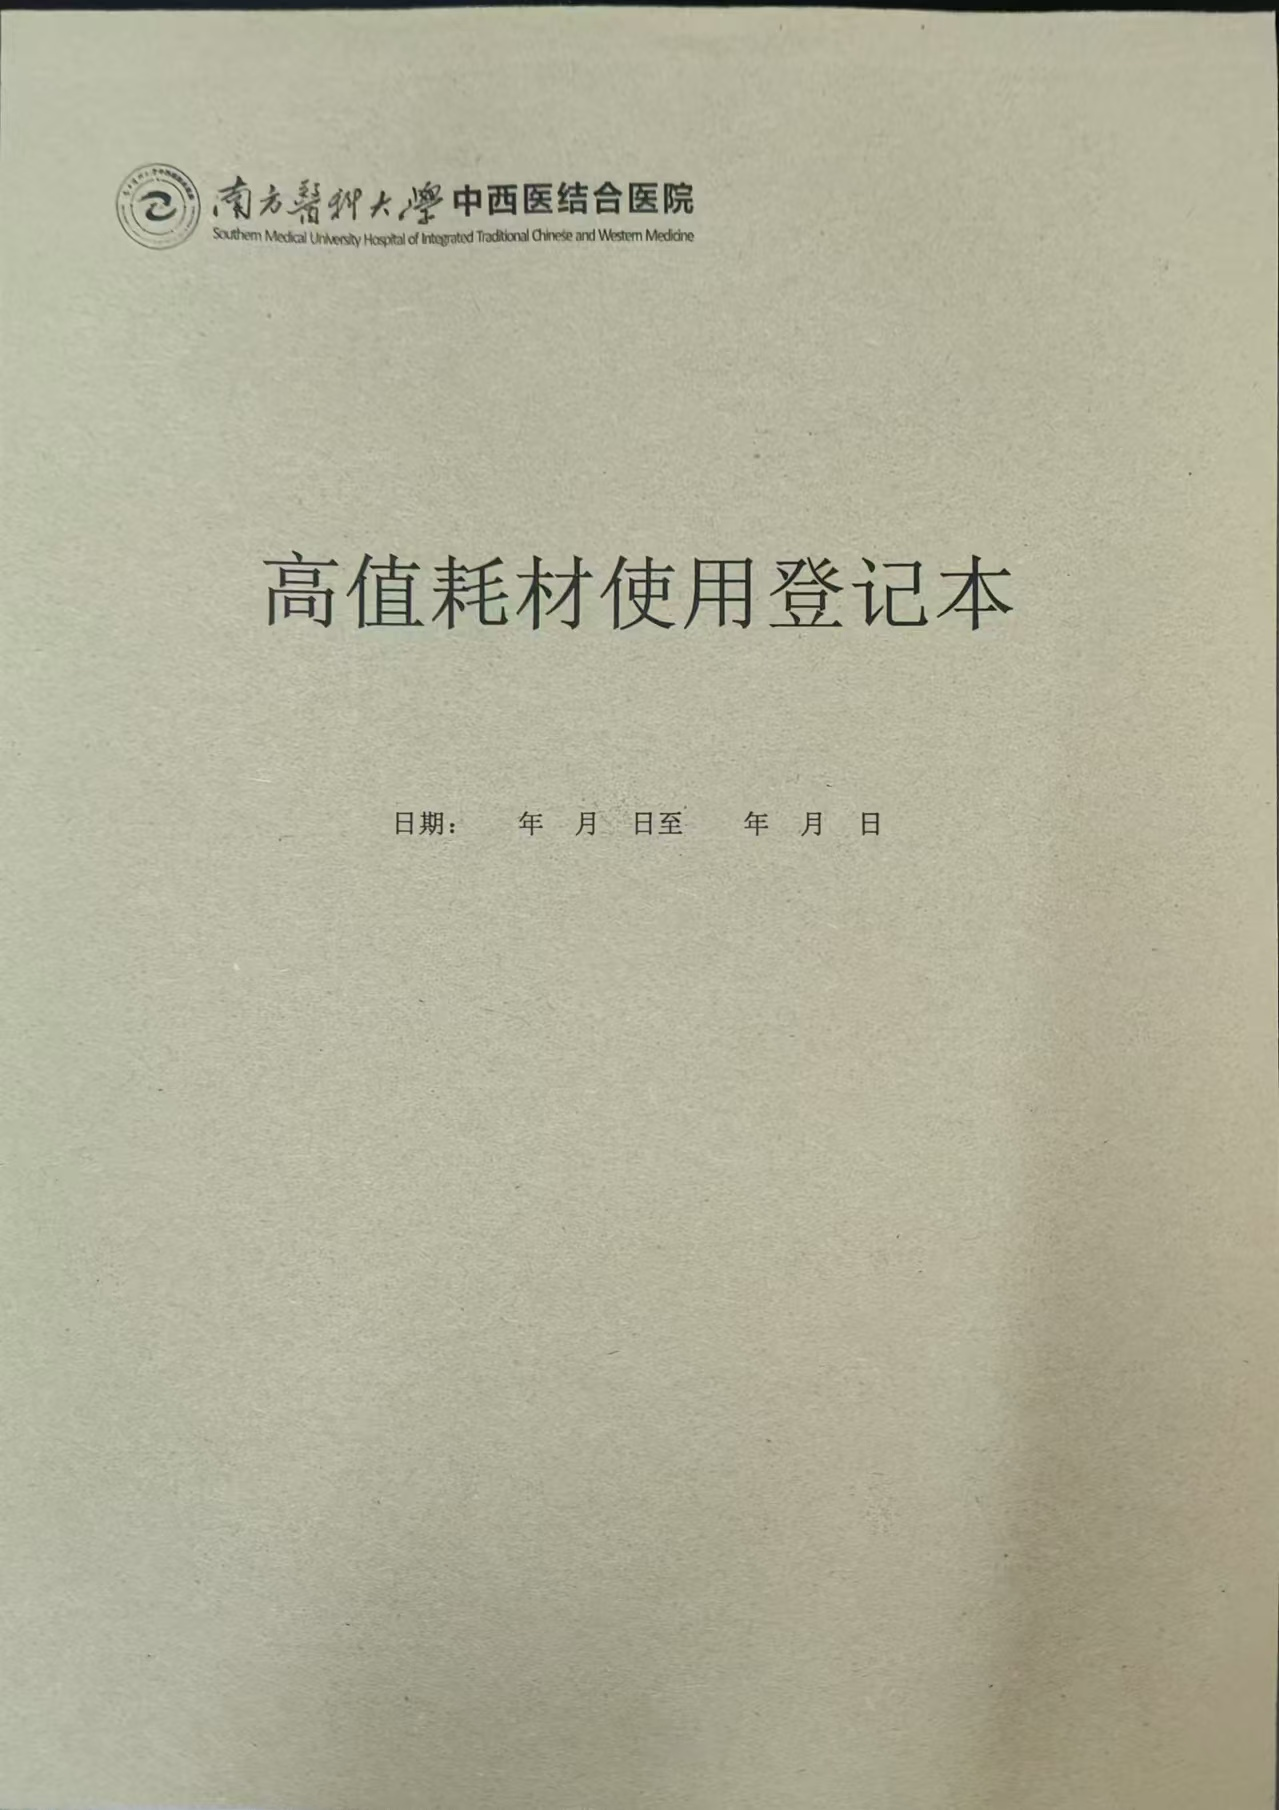 南方醫科大學中西医结合医院
Southern Medical University Hospital of Integrated Traditional Chinese and Western Medicine
高值耗材使用登记本
日期： 年 月 日至 年 月 日